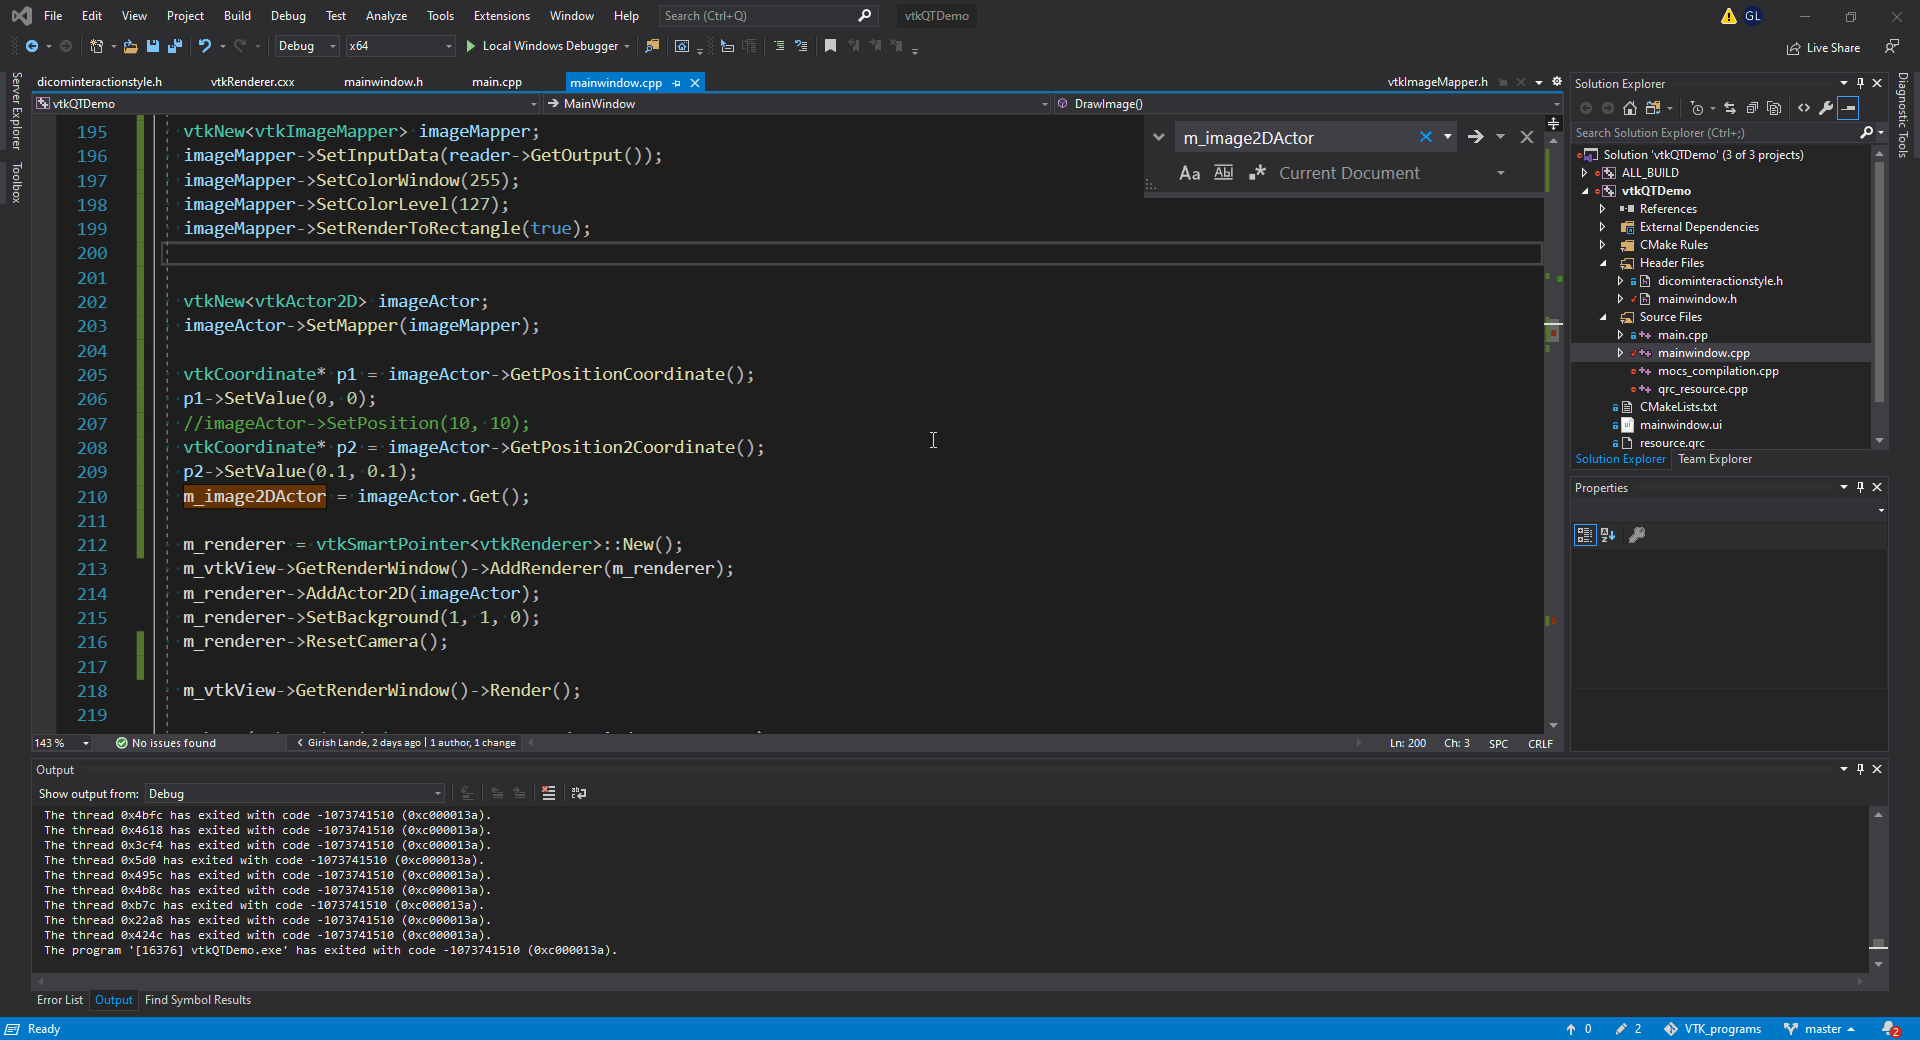 File Edit View Project Build Debug Test Analyze Tools Extensions Window Help Search (Ctrl+Q) vtkQTDemo GL
Debug x64 Local Windows Debugger Live Share
Server Explorer
Toolbox
dicominteractionstyle.h vtkRenderer.cxx mainwindow.h main.cpp mainwindow.cpp vtkImageMapper.h
vtkQTDemo MainWindow DrawImage()
m_image2DActor
Aa Abl .* Current Document
195 vtkNew<vtkImageMapper> imageMapper;
196 imageMapper->SetInputData(reader->GetOutput());
197 imageMapper->SetColorWindow(255);
198 imageMapper->SetColorLevel(127);
199 imageMapper->SetRenderToRectangle(true);
200
201
202 vtkNew<vtkActor2D> imageActor;
203 imageActor->SetMapper(imageMapper);
204
205 vtkCoordinate* p1 = imageActor->GetPositionCoordinate();
206 p1->SetValue(0, 0);
207 //imageActor->SetPosition(10, 10);
208 vtkCoordinate* p2 = imageActor->GetPosition2Coordinate();
209 p2->SetValue(0.1, 0.1);
210 m_image2DActor = imageActor.Get();
211
212 m_renderer = vtkSmartPointer<vtkRenderer>::New();
213 m_vtkView->GetRenderWindow()->AddRenderer(m_renderer);
214 m_renderer->AddActor2D(imageActor);
215 m_renderer->SetBackground(1, 1, 0);
216 m_renderer->ResetCamera();
217
218 m_vtkView->GetRenderWindow()->Render();
219
143 % No issues found Girish Lande, 2 days ago | 1 author, 1 change Ln: 200 Ch: 3 SPC CRLF
Solution Explorer
Search Solution Explorer (Ctrl+;)
Solution 'vtkQTDemo' (3 of 3 projects)
ALL_BUILD
vtkQTDemo
References
External Dependencies
CMake Rules
Header Files
dicominteractionstyle.h
mainwindow.h
Source Files
main.cpp
mainwindow.cpp
mocs_compilation.cpp
qrc_resource.cpp
CMakeLists.txt
mainwindow.ui
resource.qrc
Solution Explorer Team Explorer
Properties
Diagnostic Tools
Output
Show output from: Debug
The thread 0x4bfc has exited with code -1073741510 (0xc000013a).
The thread 0x4618 has exited with code -1073741510 (0xc000013a).
The thread 0x3cf4 has exited with code -1073741510 (0xc000013a).
The thread 0x5d0 has exited with code -1073741510 (0xc000013a).
The thread 0x495c has exited with code -1073741510 (0xc000013a).
The thread 0x4b8c has exited with code -1073741510 (0xc000013a).
The thread 0xb7c has exited with code -1073741510 (0xc000013a).
The thread 0x22a8 has exited with code -1073741510 (0xc000013a).
The thread 0x424c has exited with code -1073741510 (0xc000013a).
The program '[16376] vtkQTDemo.exe' has exited with code -1073741510 (0xc000013a).
Error List Output Find Symbol Results
Ready 0 2 VTK_programs master 2